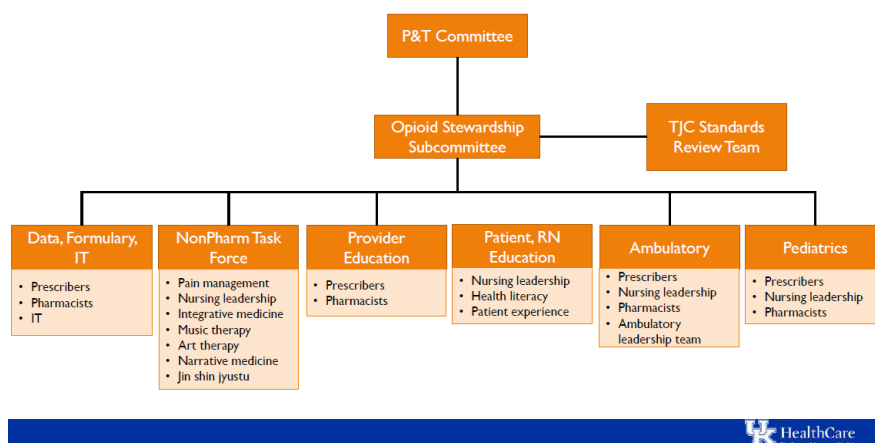 P&T Committee
Opioid Stewardship
Subcommittee
TJC Standards
Review Team
Data, Formulary,
IT
• Prescribers
• Pharmacists
• IT
NonPharm Task
Force
• Pain management
• Nursing leadership
• Integrative medicine
• Music therapy
• Art therapy
• Narrative medicine
• Jin shin jyustu
Provider
Education
• Prescribers
• Pharmacists
Patient, RN
Education
• Nursing leadership
• Health literacy
• Patient experience
Ambulatory
• Prescribers
• Nursing leadership
• Pharmacists
• Ambulatory
leadership team
Pediatrics
• Prescribers
• Nursing leadership
• Pharmacists
UK HealthCare